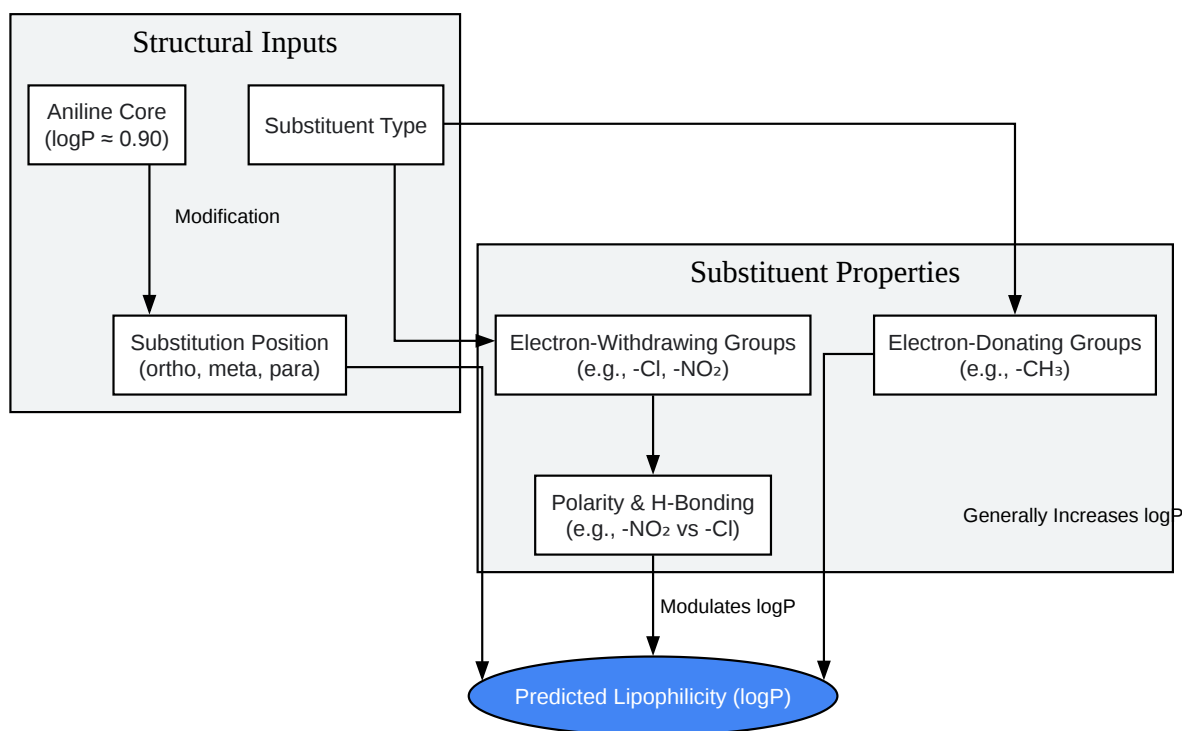 Structural Inputs
Aniline Core
(logP ≈ 0.90)
Substituent Type
Modification
Substituent Properties
Substitution Position
(ortho, meta, para)
Electron-Withdrawing Groups
(e.g., -Cl, -NO₂)
Electron-Donating Groups
(e.g., -CH₃)
Polarity & H-Bonding
(e.g., -NO₂ vs -Cl)
Generally Increases logP
Modulates logP
Predicted Lipophilicity (logP)